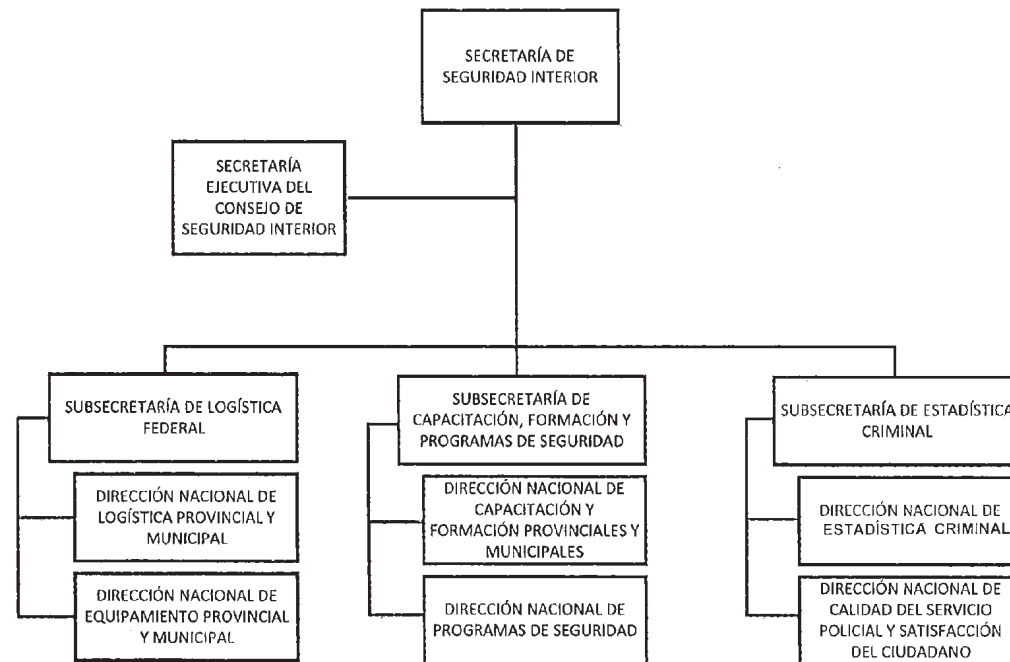 SECRETARÍA DE
SEGURIDAD INTERIOR
SECRETARÍA
EJECUTIVA DEL
CONSEJO DE
SEGURIDAD INTERIOR
SUBSECRETARÍA DE LOGÍSTICA
FEDERAL
DIRECCIÓN NACIONAL DE
LOGÍSTICA PROVINCIAL Y
MUNICIPAL
DIRECCIÓN NACIONAL DE
EQUIPAMIENTO PROVINCIAL
Y MUNICIPAL
SUBSECRETARÍA DE
CAPACITACIÓN, FORMACIÓN Y
PROGRAMAS DE SEGURIDAD
DIRECCIÓN NACIONAL DE
CAPACITACIÓN Y
FORMACIÓN PROVINCIALES Y
MUNICIPALES
DIRECCIÓN NACIONAL DE
PROGRAMAS DE SEGURIDAD
SUBSECRETARÍA DE ESTADÍSTICA
CRIMINAL
DIRECCIÓN NACIONAL DE
ESTADÍSTICA CRIMINAL
DIRECCIÓN NACIONAL DE
CALIDAD DEL SERVICIO
POLICIAL Y SATISFACCIÓN
DEL CIUDADANO